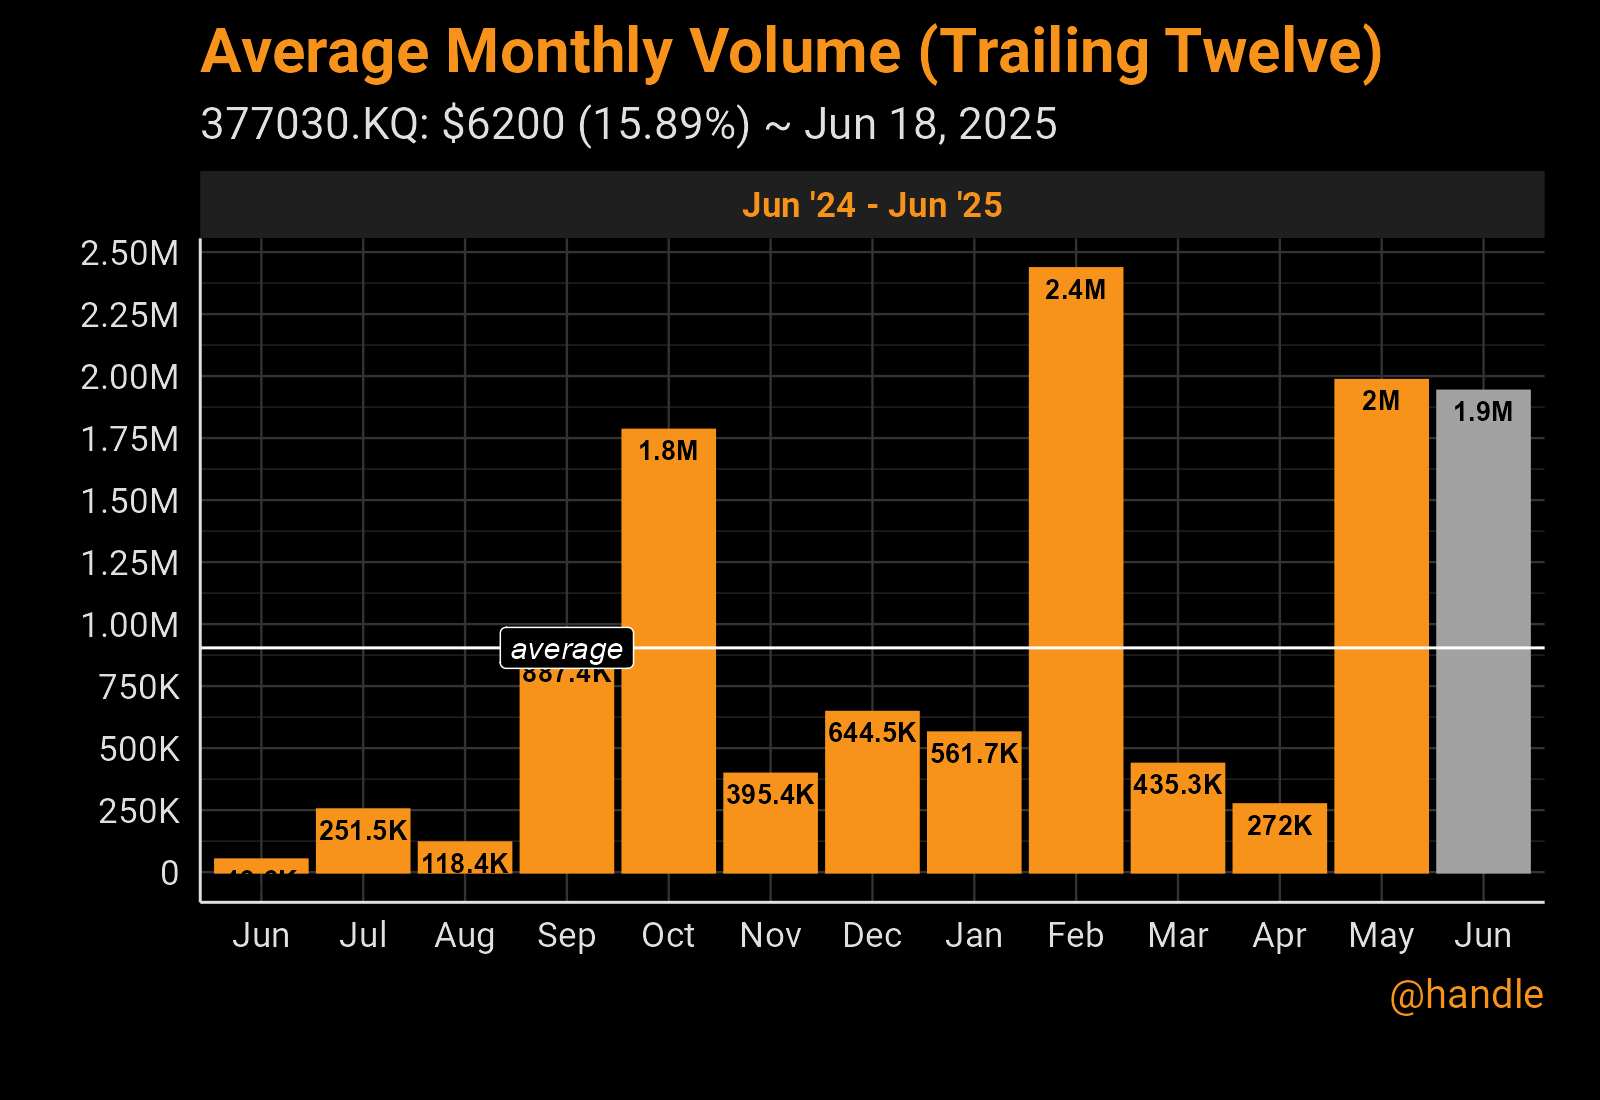 Average Monthly Volume (Trailing Twelve)
377030.KQ: $6200 (15.89%) ~ Jun 18, 2025
Jun '24 - Jun '25
2.50M
2.25M
2.00M
1.75M
1.50M
1.25M
1.00M
750K
500K
250K
0
251.5K
118.4K
887.4K
average
1.8M
395.4K
644.5K
561.7K
2.4M
435.3K
272K
2M
1.9M
Jun Jul Aug Sep Oct Nov Dec Jan Feb Mar Apr May Jun
@handle